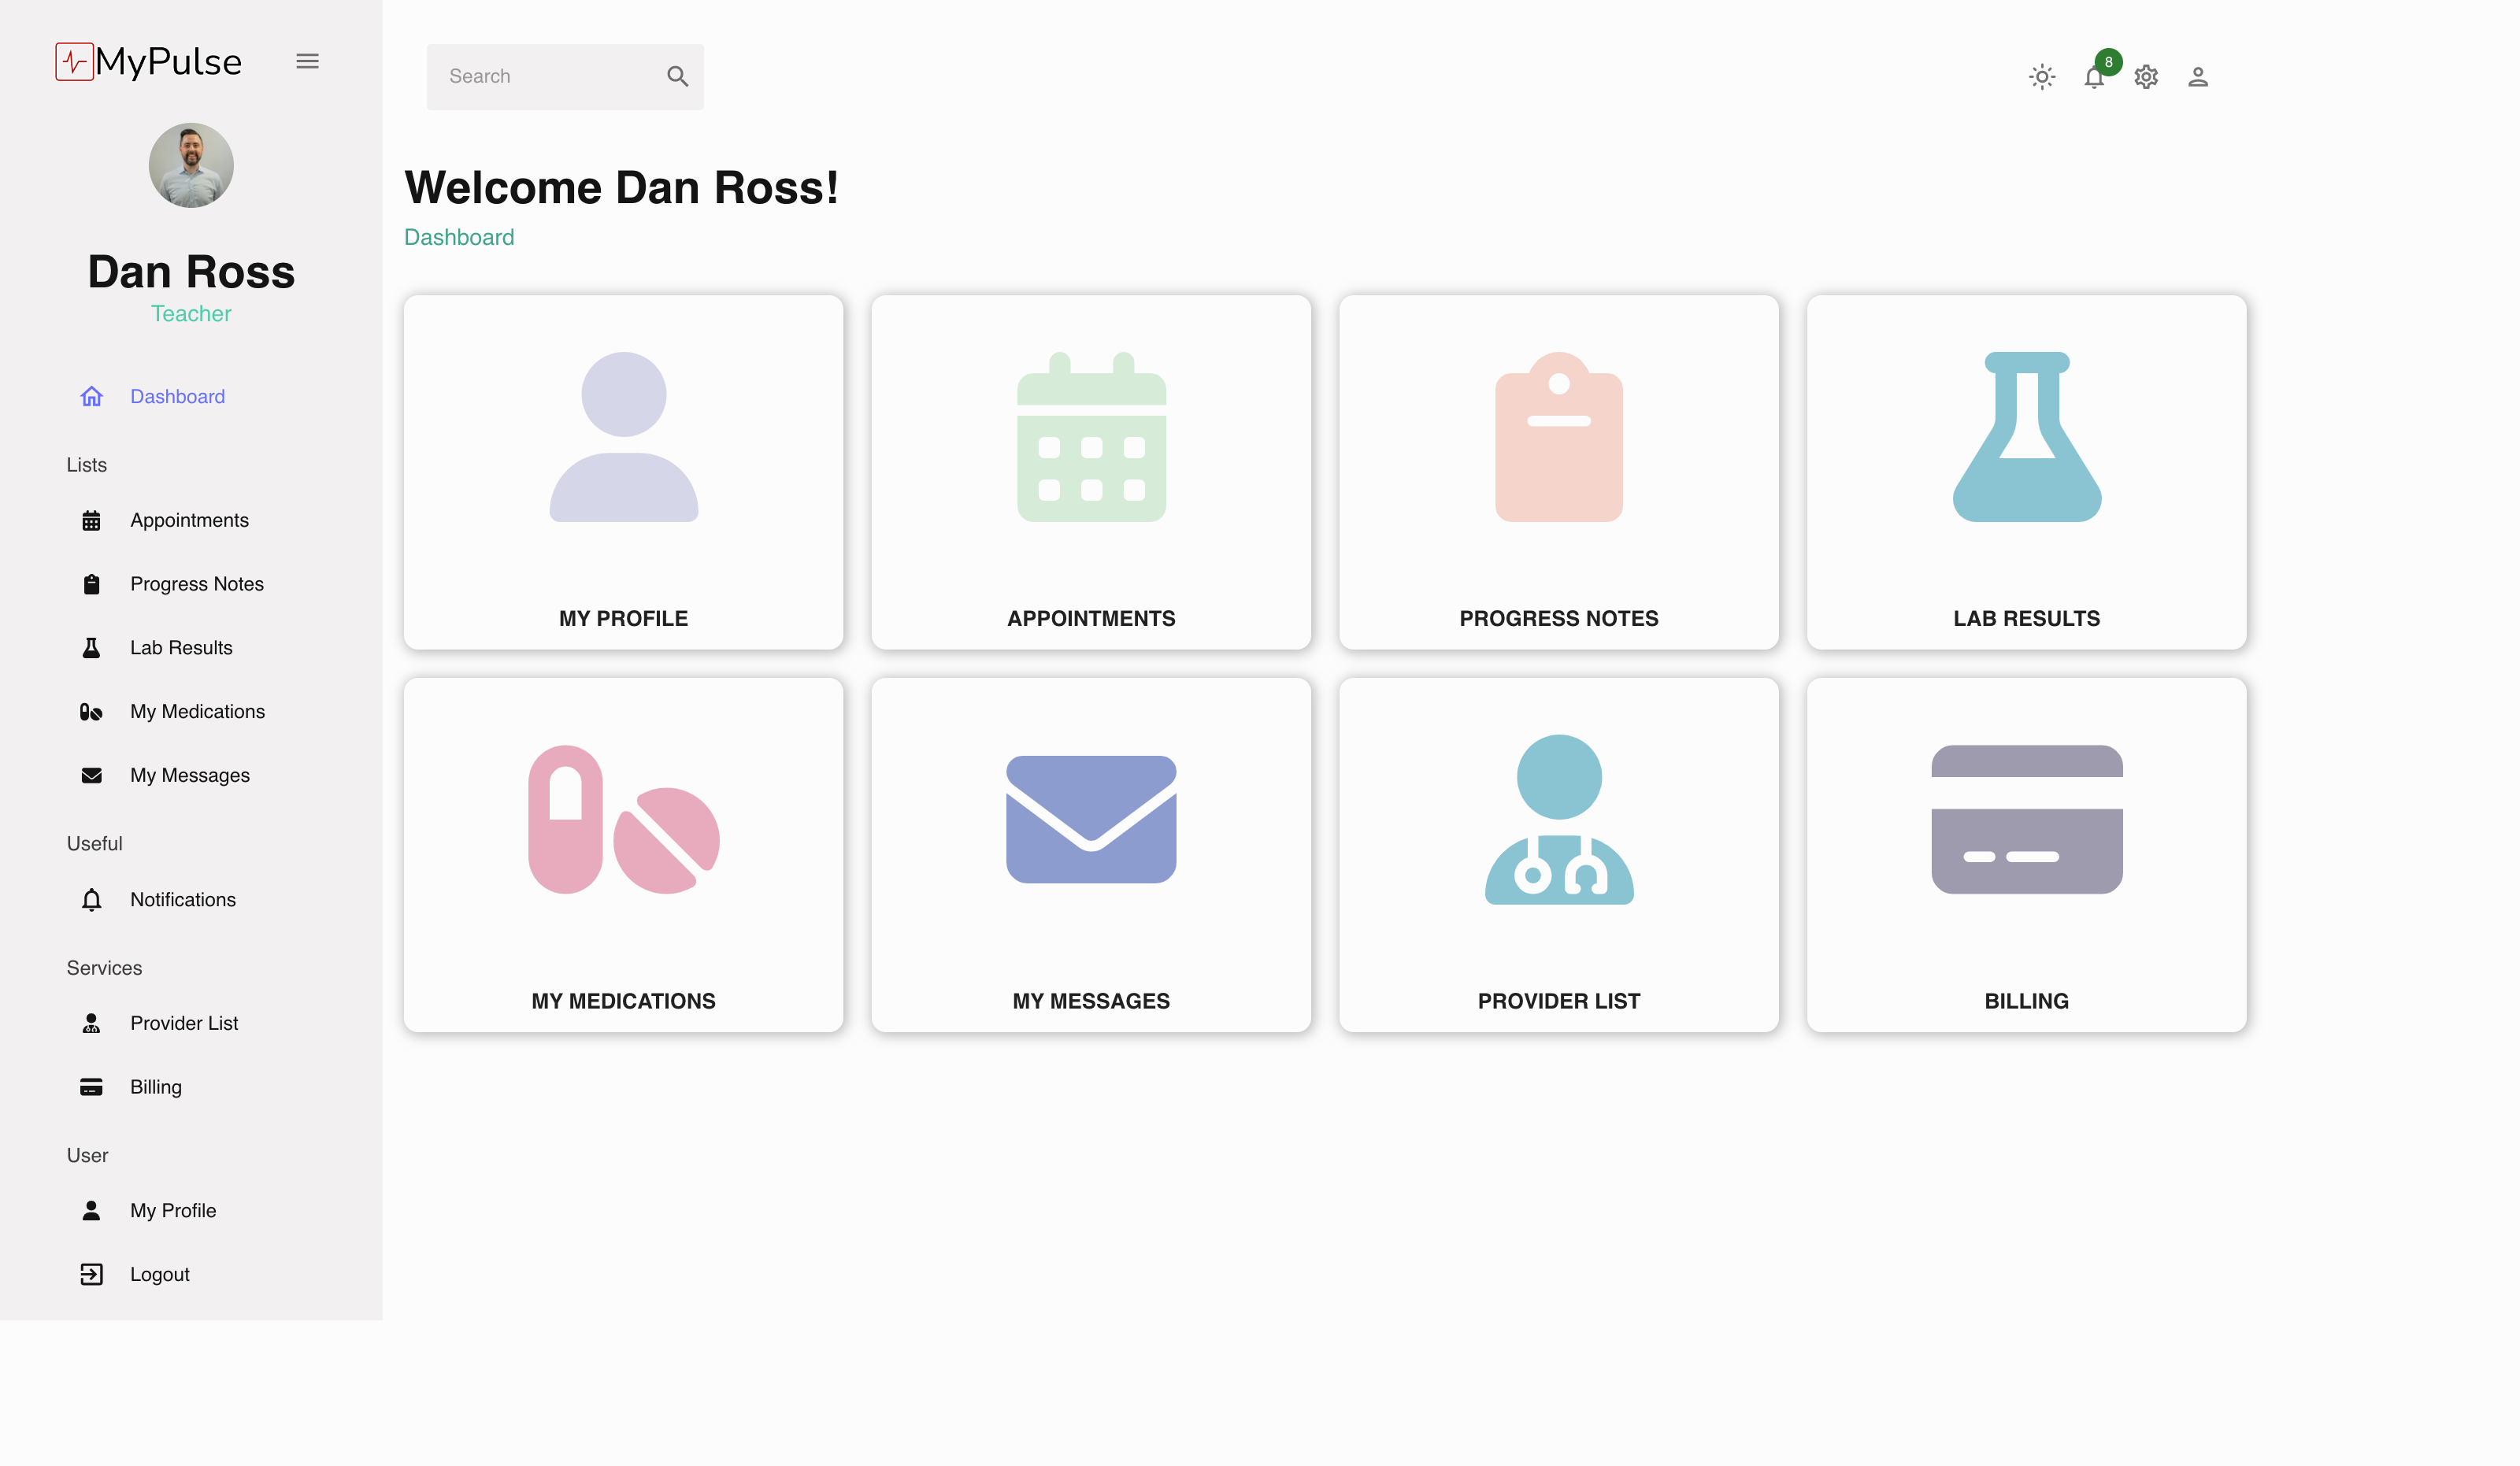 MyPulse
Dan Ross
Teacher
Dashboard
Lists
Appointments
Progress Notes
Lab Results
My Medications
My Messages
Useful
Notifications
Services
Provider List
Billing
User
My Profile
Logout
Search
8
Welcome Dan Ross!
Dashboard
MY PROFILE
APPOINTMENTS
PROGRESS NOTES
LAB RESULTS
MY MEDICATIONS
MY MESSAGES
PROVIDER LIST
BILLING